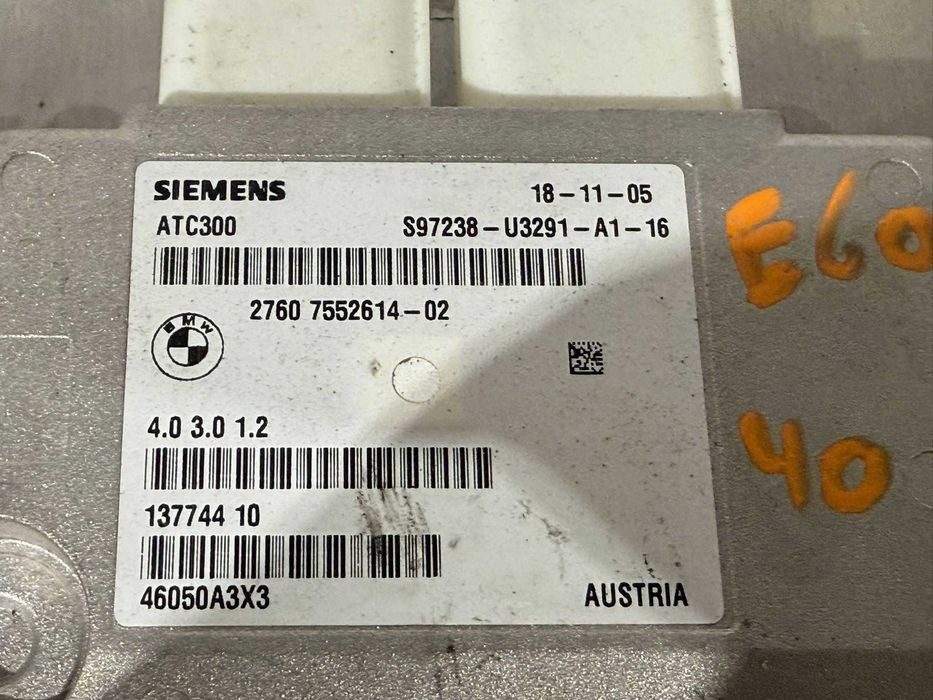 SIEMENS 18-11-05
ATC300 S97238-U3291-A1-16
2760 7552614-02
BMW
4.0 3.0 1.2
137744 10
46050A3X3 AUSTRIA
E60
40